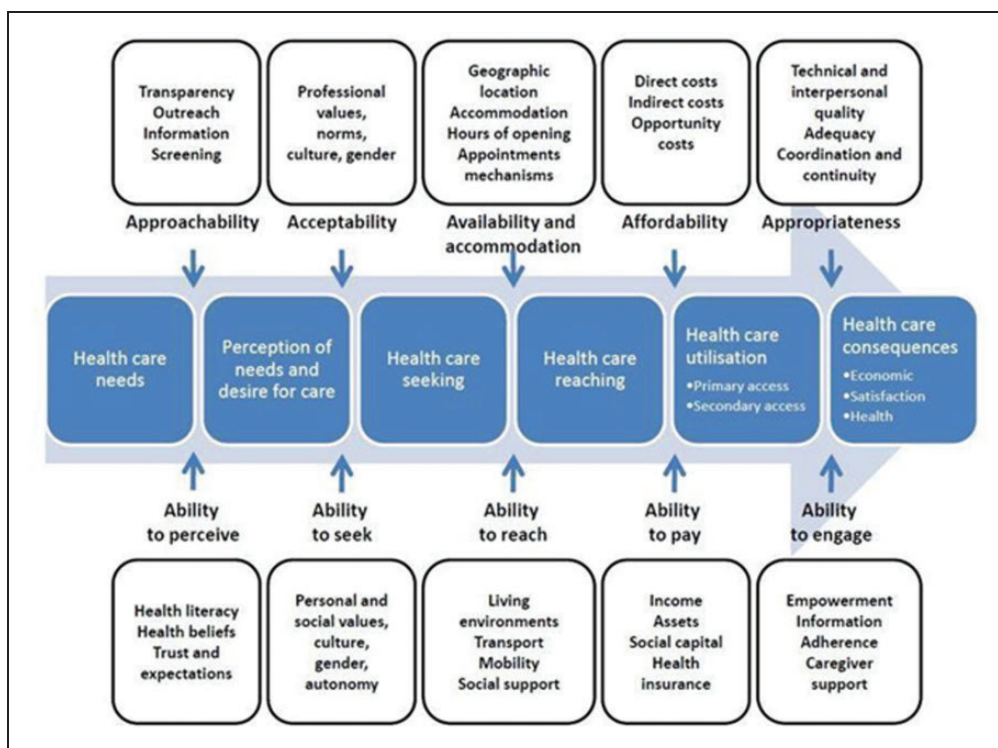 Transparency
Outreach
Information
Screening
Professional
values,
norms,
culture, gender
Geographic
location
Accommodation
Hours of opening
Appointments
mechanisms
Direct costs
Indirect costs
Opportunity
costs
Technical and
interpersonal
quality
Adequacy
Coordination and
continuity
Approachability
Acceptability
Availability and
accommodation
Affordability
Appropriateness
Health care
needs
Perception of
needs and
desire for care
Health care
seeking
Health care
reaching
Health care
utilisation
•Primary access
•Secondary access
Health care
consequences
•Economic
•Satisfaction
•Health
Ability
to perceive
Ability
to seek
Ability
to reach
Ability
to pay
Ability
to engage
Health literacy
Health beliefs
Trust and
expectations
Personal and
social values,
culture,
gender,
autonomy
Living
environments
Transport
Mobility
Social support
Income
Assets
Social capital
Health
insurance
Empowerment
Information
Adherence
Caregiver
support